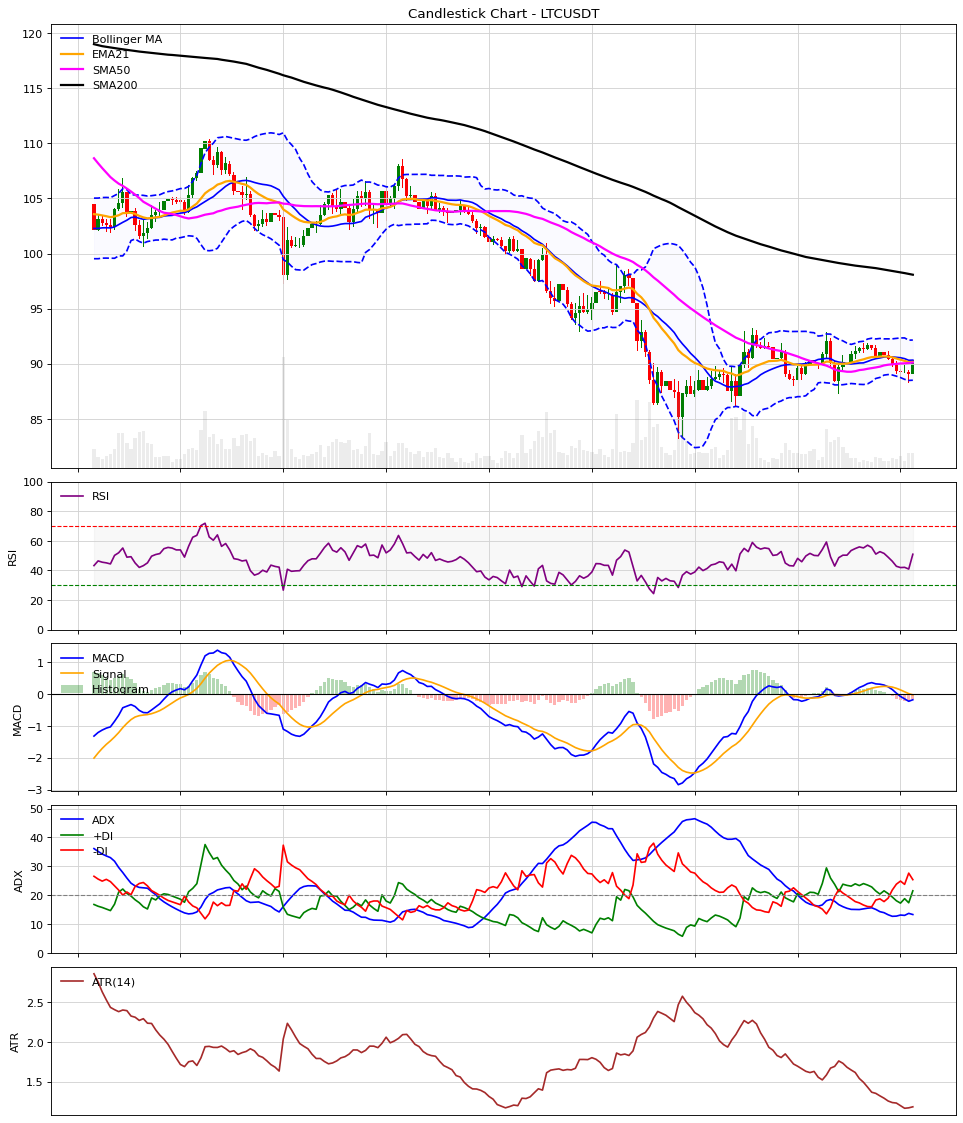 Candlestick Chart - LTCUSDT
120
115
110
105
100
95
90
85
Bollinger MA
EMA21
SMA50
SMA200
100
80
60
40
20
0
RSI
RSI
1
0
−1
−2
−3
MACD
MACD
Signal
Histogram
50
40
30
20
10
0
ADX
ADX
+DI
-DI
2.5
2.0
1.5
ATR
ATR(14)